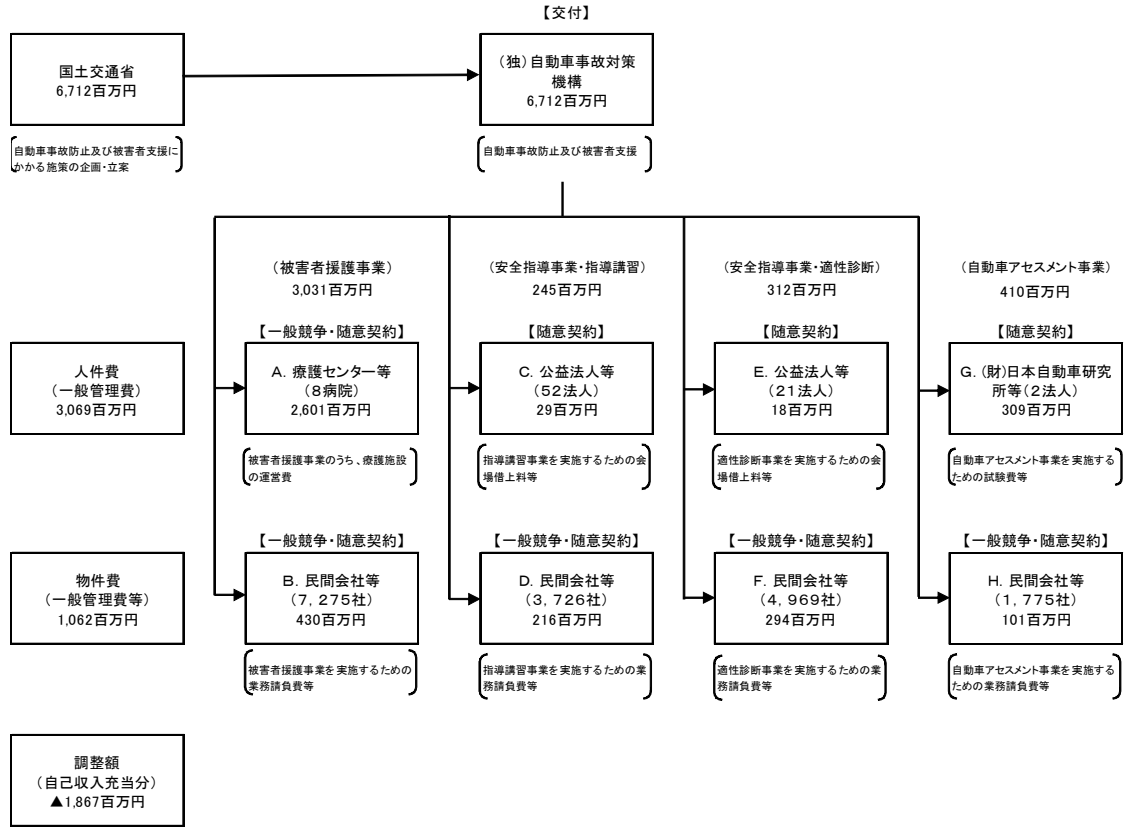 【交付】
国土交通省
6,712百万円
（独）自動車事故対策
機構
6,712百万円
自動車事故防止及び被害者支援に
かかる施策の企画・立案
自動車事故防止及び被害者支援
（被害者援護事業）
3,031百万円
（安全指導事業・指導講習）
245百万円
（安全指導事業・適性診断）
312百万円
（自動車アセスメント事業）
410百万円
人件費
（一般管理費）
3,069百万円
【一般競争・随意契約】
A．療護センター等
（8病院）
2,601百万円
被害者援護事業のうち、療護施設
の運営費
【随意契約】
C．公益法人等
（52法人）
29百万円
指導講習事業を実施するための会
場借上料等
【随意契約】
E．公益法人等
（21法人）
18百万円
適性診断事業を実施するための会
場借上料等
【随意契約】
G．(財)日本自動車研究
所等（2法人）
309百万円
自動車アセスメント事業を実施する
ための試験費等
物件費
（一般管理費等）
1,062百万円
【一般競争・随意契約】
B．民間会社等
（7，275社）
430百万円
被害者援護事業を実施するための
業務請負費等
【一般競争・随意契約】
D．民間会社等
（3，726社）
216百万円
指導講習事業を実施するための業
務請負費等
【一般競争・随意契約】
F．民間会社等
（4，969社）
294百万円
適性診断事業を実施するための業
務請負費等
【一般競争・随意契約】
H．民間会社等
（1，775社）
101百万円
自動車アセスメント事業を実施する
ための業務請負費等
調整額
（自己収入充当分）
▲1,867百万円